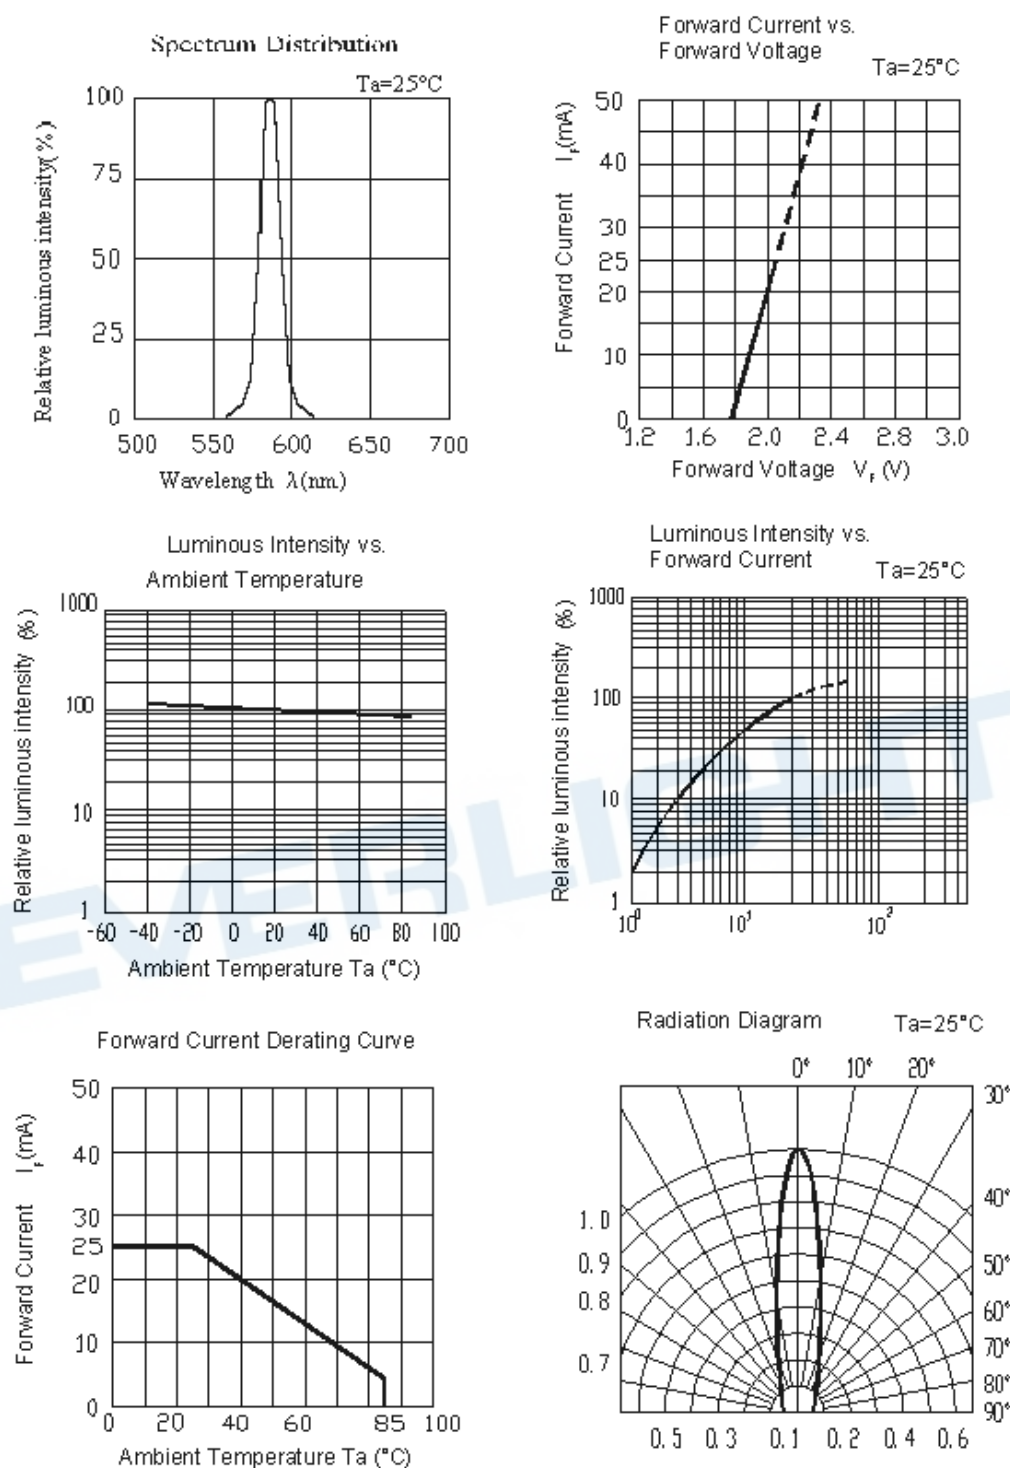 Spectrum Distribution
Ta=25°C
Relative luminous intensity(%)
100
75
50
25
0
500 550 600 650 700
Wavelength λ(nm)
Forward Current vs.
Forward Voltage
Ta=25°C
Forward Current I_F(mA)
50
40
30
25
20
10
0
1.2 1.6 2.0 2.4 2.8 3.0
Forward Voltage V_F (V)
Luminous Intensity vs.
Ambient Temperature
Relative luminous intensity (%)
1000
100
10
1
-60 -40 -20 0 20 40 60 80 100
Ambient Temperature Ta (°C)
Luminous Intensity vs.
Forward Current
Ta=25°C
Relative luminous intensity (%)
1000
100
10
1
10⁰ 10¹ 10²
EVERLIGHT
Forward Current Derating Curve
Forward Current I_F(mA)
50
40
30
25
20
10
0
0 20 40 60 85 100
Ambient Temperature Ta (°C)
Radiation Diagram
Ta=25°C
0° 10° 20°
30°
40°
50°
60°
70°
80°
90°
1.0
0.9
0.8
0.7
0.5 0.3 0.1 0.2 0.4 0.6